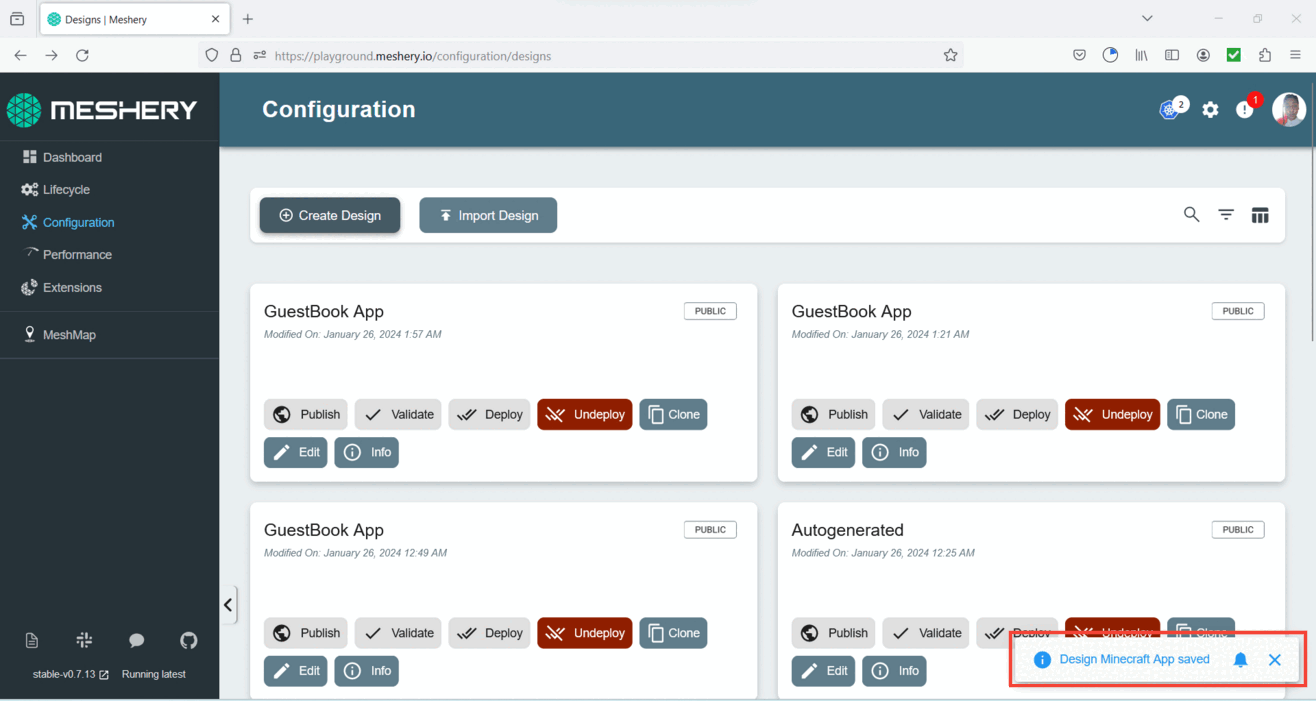 Designs | Meshery
https://playground.meshery.io/configuration/designs
MESHERY
Configuration
2
1
Dashboard
Lifecycle
Configuration
Performance
Extensions
MeshMap
Create Design
Import Design
GuestBook App
PUBLIC
Modified On: January 26, 2024 1:57 AM
Publish
Validate
Deploy
Undeploy
Clone
Edit
Info
GuestBook App
PUBLIC
Modified On: January 26, 2024 1:21 AM
Publish
Validate
Deploy
Undeploy
Clone
Edit
Info
GuestBook App
PUBLIC
Modified On: January 26, 2024 12:49 AM
Publish
Validate
Deploy
Undeploy
Clone
Edit
Info
Autogenerated
PUBLIC
Modified On: January 26, 2024 12:25 AM
Publish
Validate
Deploy
Undeploy
Clone
Edit
Info
Design Minecraft App saved
stable-v0.7.13
Running latest